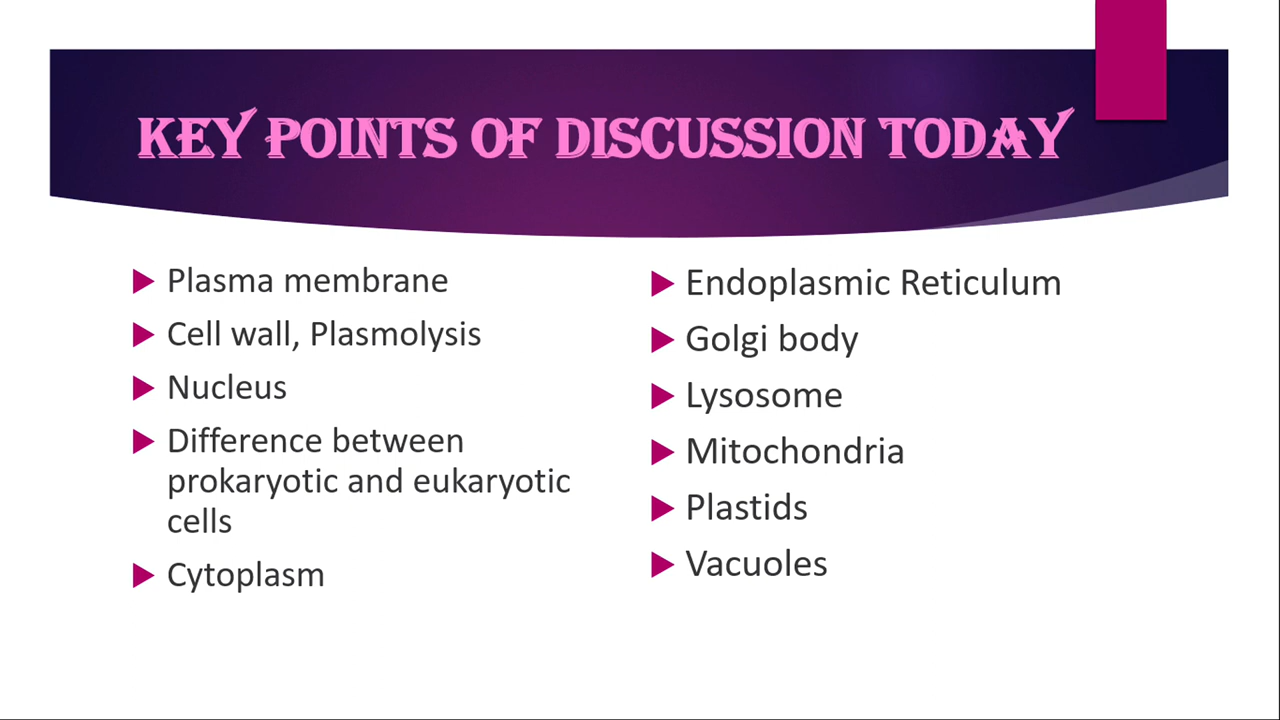 KEY POINTS OF DISCUSSION TODAY
Plasma membrane
Cell wall, Plasmolysis
Nucleus
Difference between
prokaryotic and eukaryotic
cells
Cytoplasm
Endoplasmic Reticulum
Golgi body
Lysosome
Mitochondria
Plastids
Vacuoles